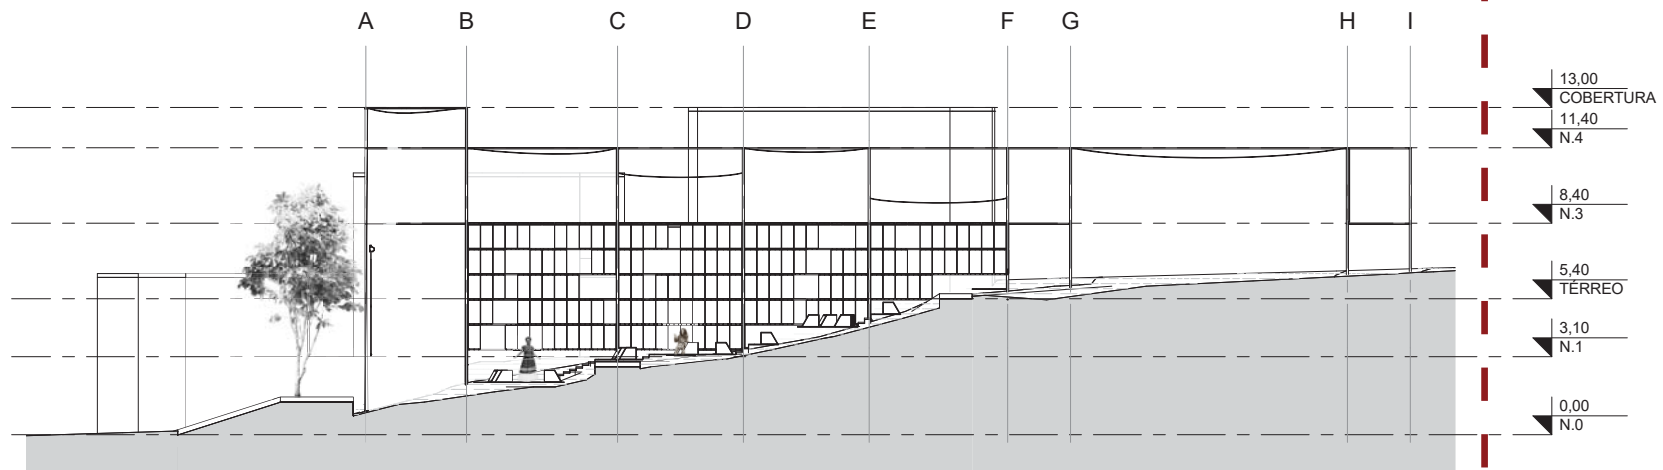 A B C D E F G H I
13,00
COBERTURA
11,40
N.4
8,40
N.3
5,40
TÉRREO
3,10
N.1
0,00
N.0